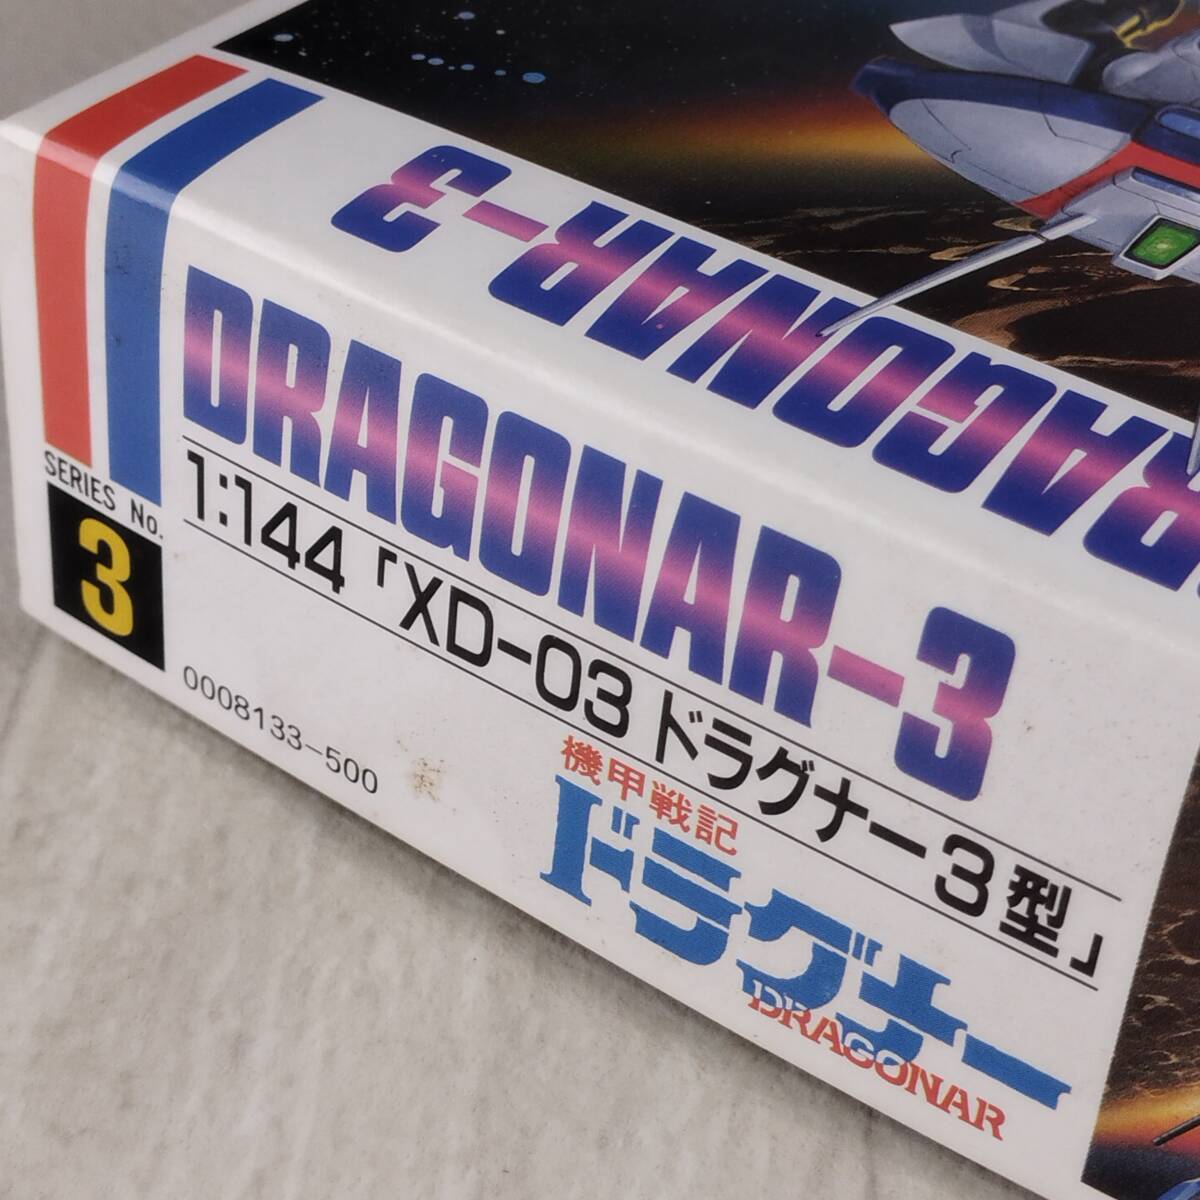 DRAGONAR-3
DRAGONAR-3
1:144「XD-03 ドラグナー3型」
SERIES No.
3
0008133-500
機甲戦記
ドラグナー
DRAGONAR